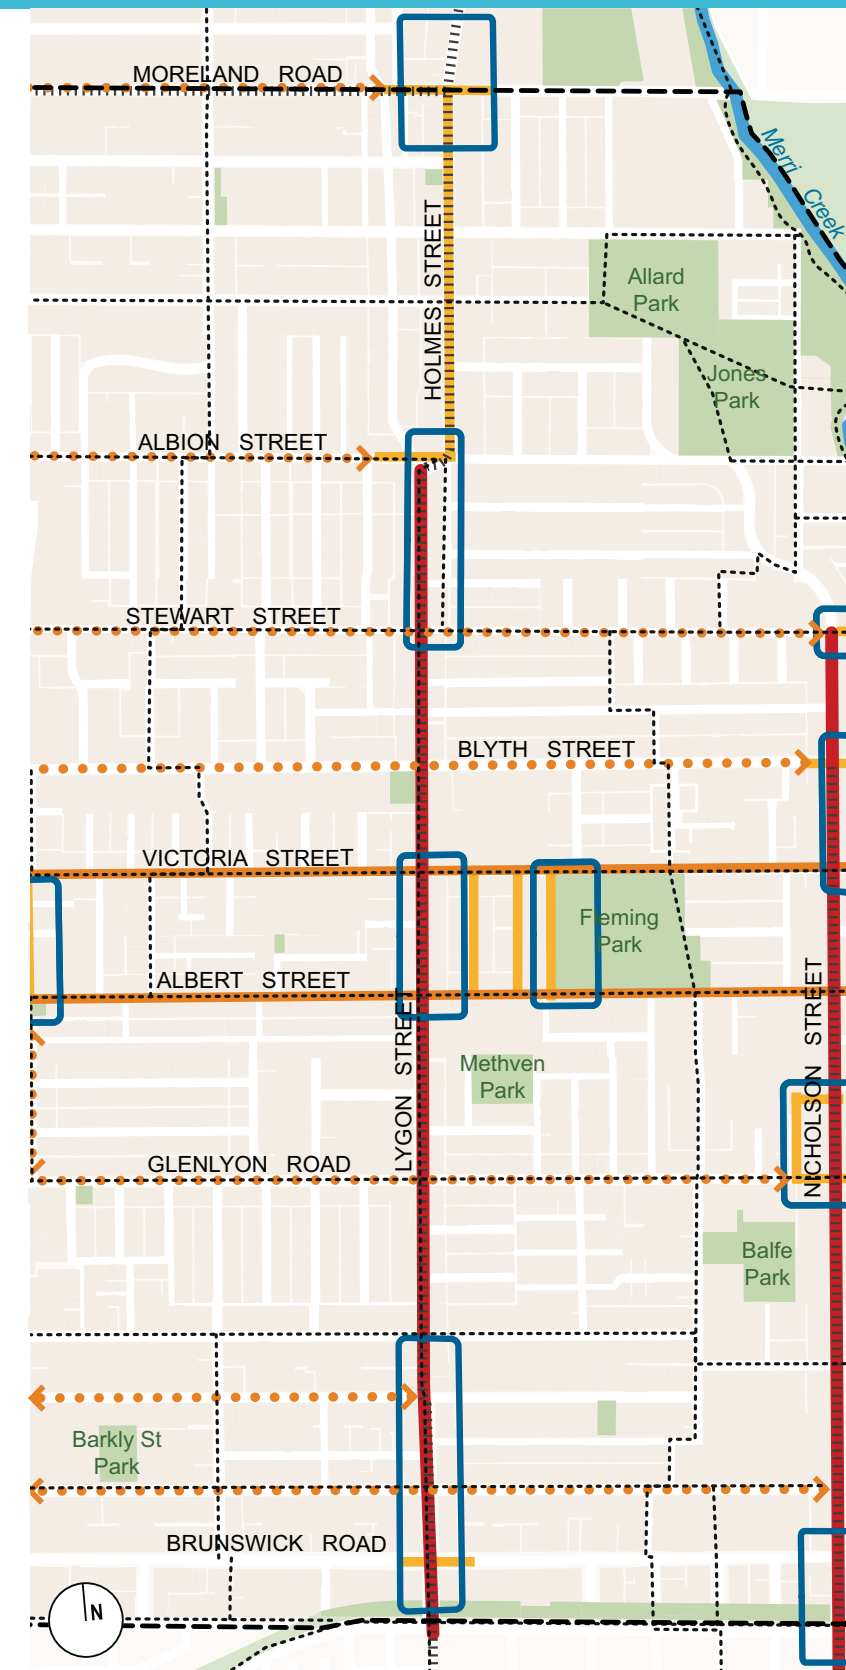 MORELAND ROAD
Merri Creek
HOLMES STREET
Allard
Park
Jones
Park
ALBION STREET
STEWART STREET
BLYTH STREET
VICTORIA STREET
Fleming
Park
ALBERT STREET
LYGON STREET
NICHOLSON STREET
Methven
Park
GLENLYON ROAD
Balfe
Park
Barkly St
Park
BRUNSWICK ROAD
N